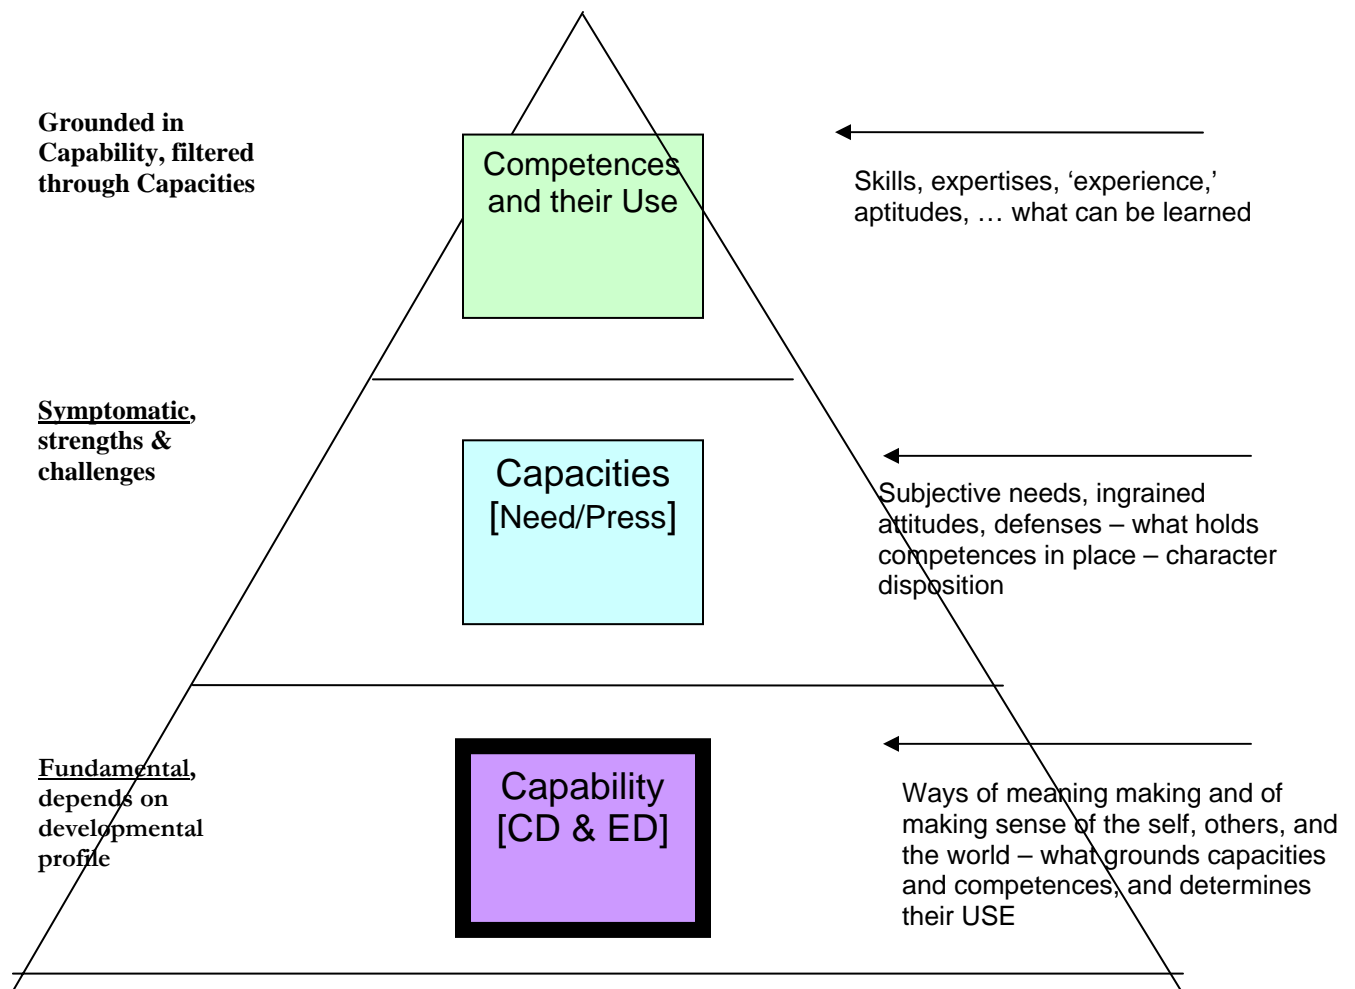 Grounded in
Capability, filtered
through Capacities
Competences
and their Use
Skills, expertises, ‘experience,’
aptitudes, … what can be learned
Symptomatic,
strengths &
challenges
Capacities
[Need/Press]
Subjective needs, ingrained
attitudes, defenses – what holds
competences in place – character
disposition
Fundamental,
depends on
developmental
profile
Capability
[CD & ED]
Ways of meaning making and of
making sense of the self, others, and
the world – what grounds capacities
and competences, and determines
their USE